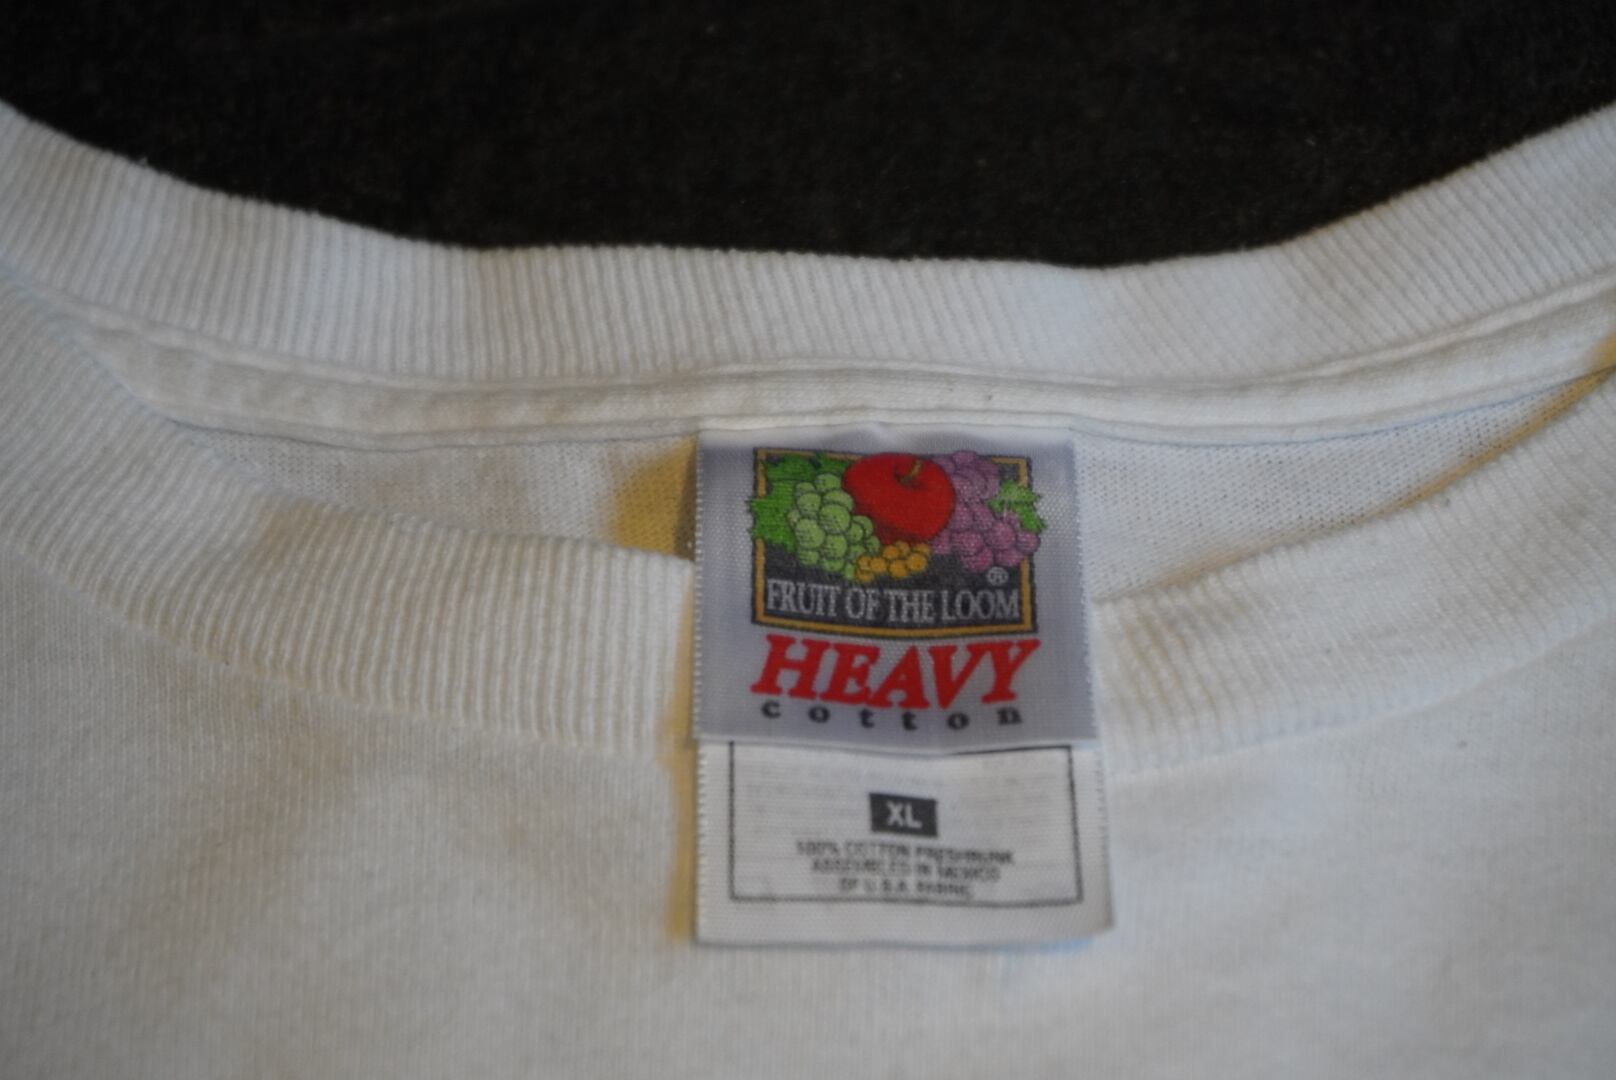 ®
FRUIT OF THE LOOM
HEAVY
cotton
XL
100% COTTON PRESHRUNK
ASSEMBLED IN MEXICO
OF U.S.A. FABRIC